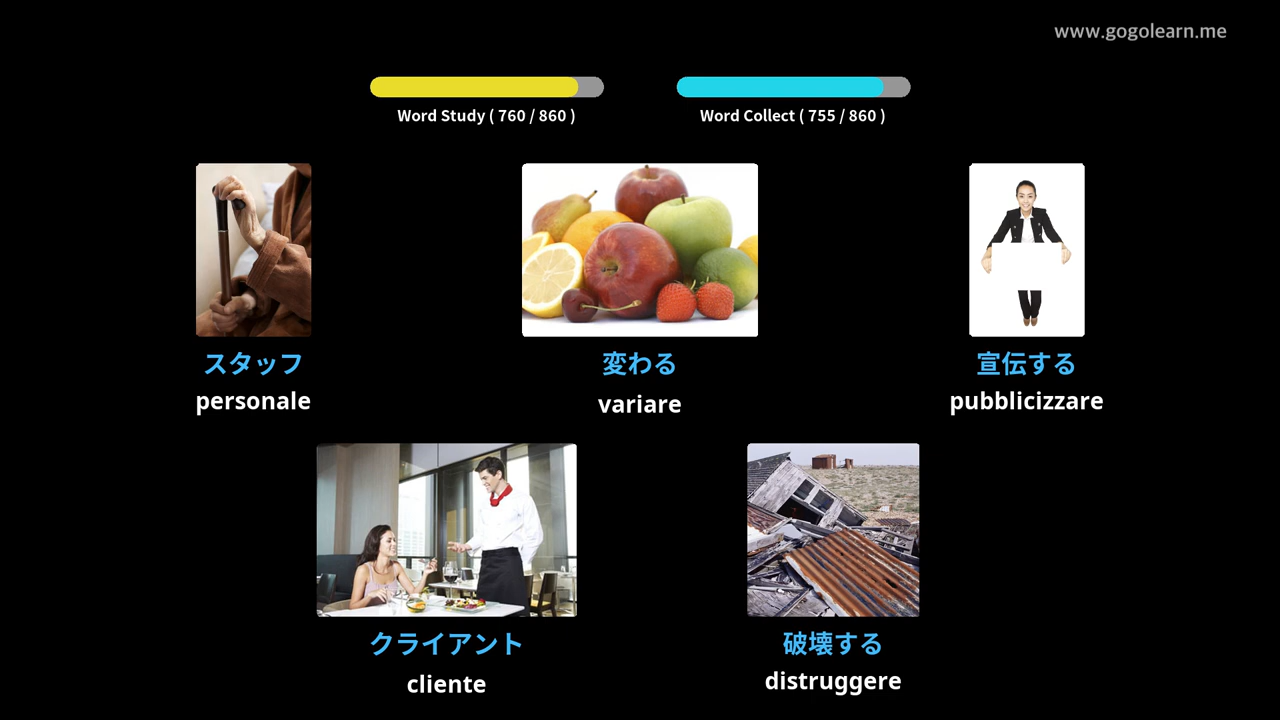 www.gogolearn.me
Word Study ( 760 / 860 )
Word Collect ( 755 / 860 )
スタッフ
personale
変わる
variare
宣伝する
pubblicizzare
クライアント
cliente
破壊する
distruggere